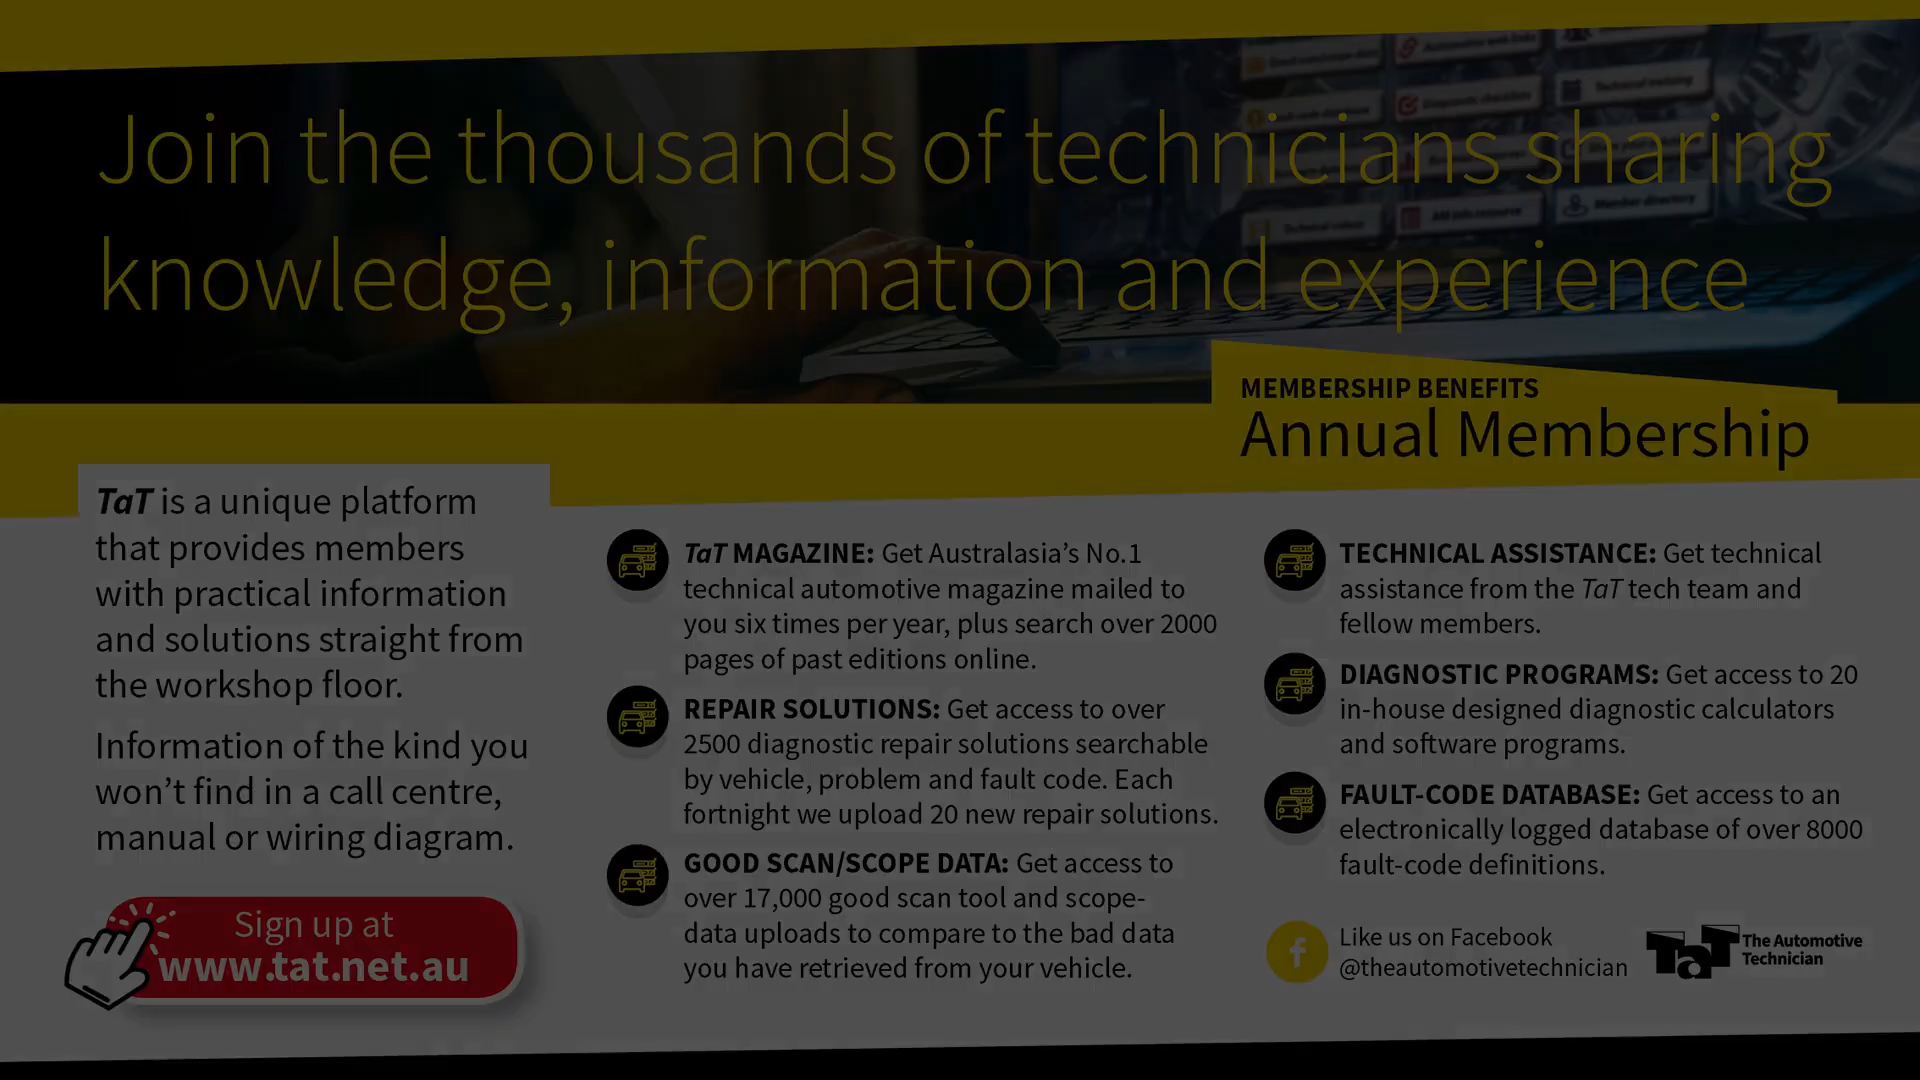 Join the thousands of technicians sharing
knowledge, information and experience
MEMBERSHIP BENEFITS
Annual Membership
TaT is a unique platform
that provides members
with practical information
and solutions straight from
the workshop floor.
Information of the kind you
won’t find in a call centre,
manual or wiring diagram.
Sign up at
www.tat.net.au
TaT MAGAZINE: Get Australasia’s No.1
technical automotive magazine mailed to
you six times per year, plus search over 2000
pages of past editions online.
REPAIR SOLUTIONS: Get access to over
2500 diagnostic repair solutions searchable
by vehicle, problem and fault code. Each
fortnight we upload 20 new repair solutions.
GOOD SCAN/SCOPE DATA: Get access to
over 17,000 good scan tool and scope-
data uploads to compare to the bad data
you have retrieved from your vehicle.
TECHNICAL ASSISTANCE: Get technical
assistance from the TaT tech team and
fellow members.
DIAGNOSTIC PROGRAMS: Get access to 20
in-house designed diagnostic calculators
and software programs.
FAULT-CODE DATABASE: Get access to an
electronically logged database of over 8000
fault-code definitions.
Like us on Facebook
@theautomotivetechnician
TaT The Automotive
Technician
Technical training
Technical videos
Member directory